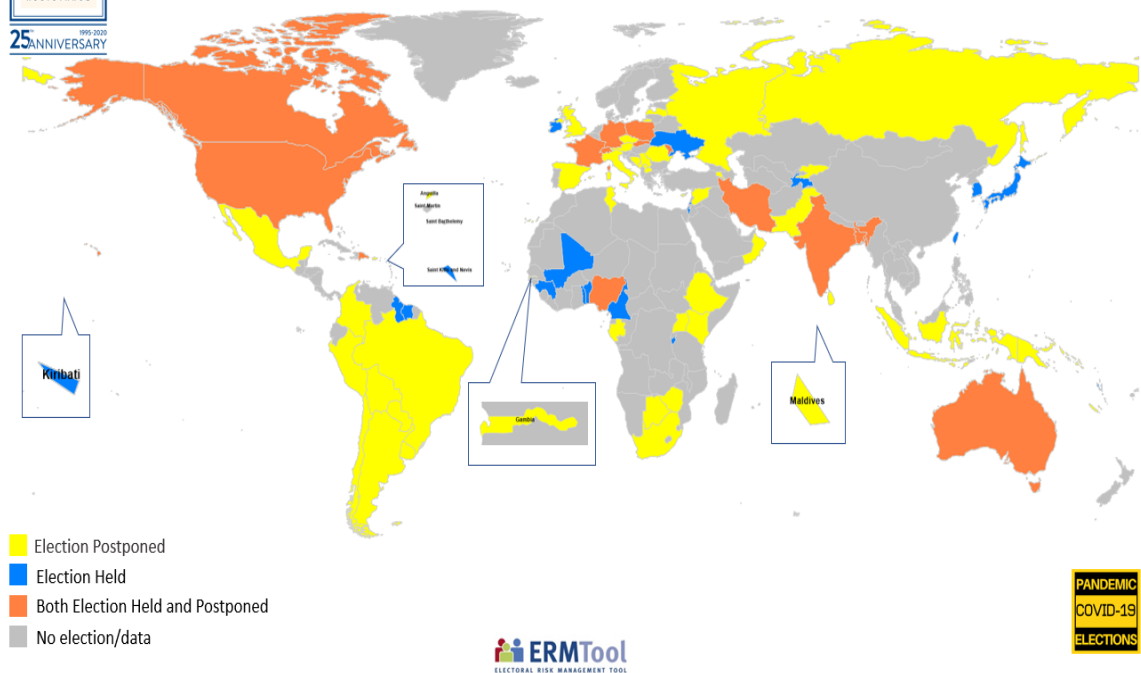 25TH ANNIVERSARY 1995-2020
Anguilla
Saint Martin
Saint Barthelemy
Saint Kitts and Nevis
Kiribati
Gambia
Maldives
Election Postponed
Election Held
Both Election Held and Postponed
No election/data
PANDEMIC
COVID-19
ELECTIONS
ERMTool
ELECTORAL RISK MANAGEMENT TOOL